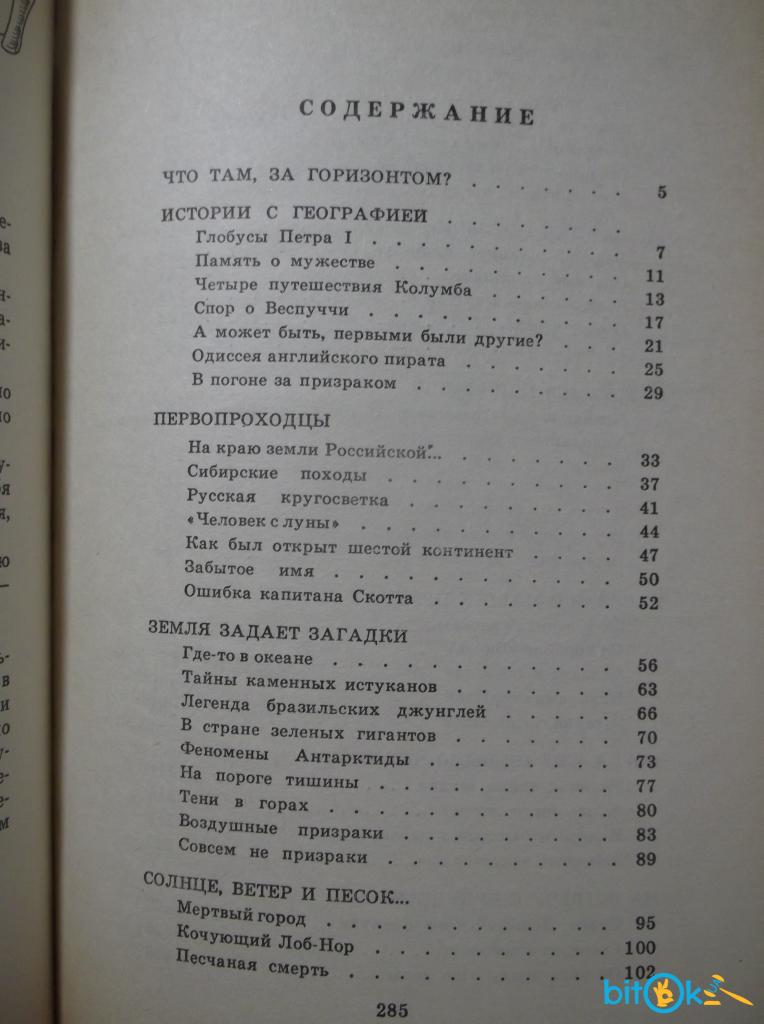 СОДЕРЖАНИЕ
ЧТО ТАМ, ЗА ГОРИЗОНТОМ? . . . . . . . 5
ИСТОРИИ С ГЕОГРАФИЕЙ . . . . . . . .
Глобусы Петра I . . . . . . . . . . 7
Память о мужестве . . . . . . . . . 11
Четыре путешествия Колумба . . . . . . 13
Спор о Веспуччи . . . . . . . . . . 17
А может быть, первыми были другие? . . . 21
Одиссея английского пирата . . . . . . . 25
В погоне за призраком . . . . . . . . 29
ПЕРВОПРОХОДЦЫ
На краю земли Российской... . . . . . . . 33
Сибирские походы . . . . . . . . . 37
Русская кругосветка . . . . . . . . . 41
«Человек с луны» . . . . . . . . . . 44
Как был открыт шестой континент . . . . 47
Забытое имя . . . . . . . . . . . 50
Ошибка капитана Скотта . . . . . . . . 52
ЗЕМЛЯ ЗАДАЕТ ЗАГАДКИ
Где-то в океане . . . . . . . . . . . 56
Тайны каменных истуканов . . . . . . . 63
Легенда бразильских джунглей . . . . . 66
В стране зеленых гигантов . . . . . . . 70
Феномены Антарктиды . . . . . . . . 73
На пороге тишины . . . . . . . . . . 77
Тени в горах . . . . . . . . . . . . 80
Воздушные призраки . . . . . . . . . 83
Совсем не призраки . . . . . . . . . 89
СОЛНЦЕ, ВЕТЕР И ПЕСОК...
Мертвый город . . . . . . . . . . . 95
Кочующий Лоб-Нор . . . . . . . . . . 100
Песчаная смерть . . . . . . . . . . 102
285